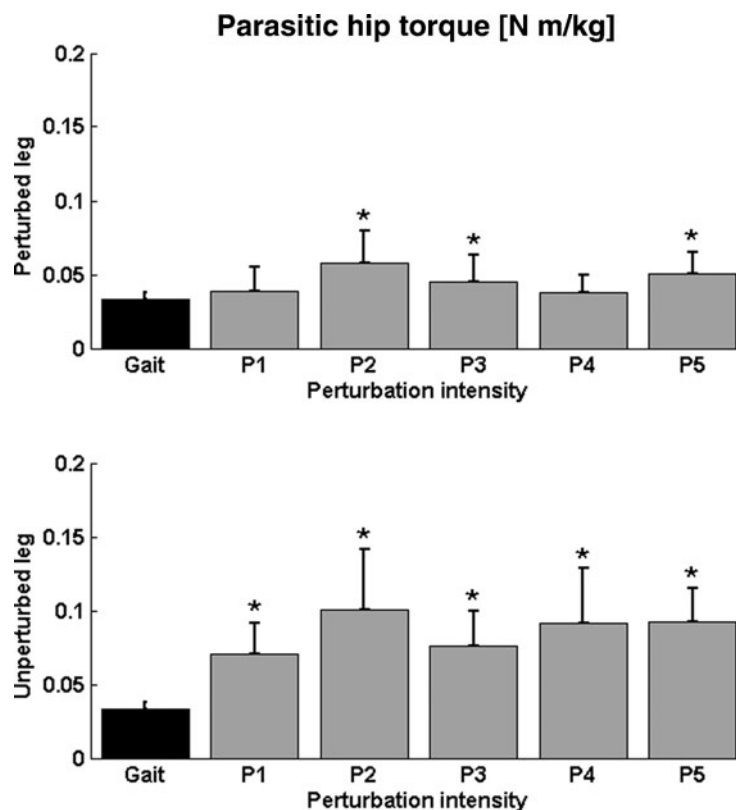 Parasitic hip torque [N m/kg]
0.2
0.15
0.1
0.05
0
Perturbed leg
* * *
Gait P1 P2 P3 P4 P5
Perturbation intensity
0.2
0.15
0.1
0.05
0
Unperturbed leg
* * * * *
Gait P1 P2 P3 P4 P5
Perturbation intensity